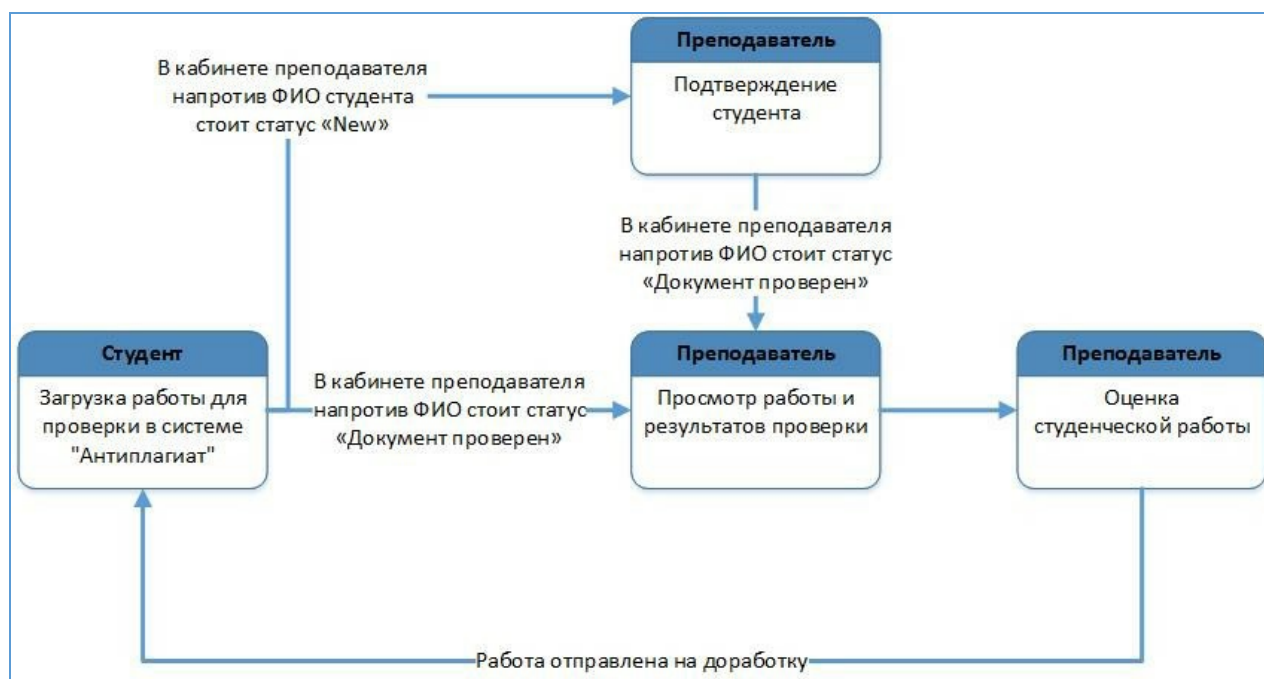 Преподаватель
Подтверждение
студента
В кабинете преподавателя
напротив ФИО студента
стоит статус «New»
В кабинете преподавателя
напротив ФИО стоит статус
«Документ проверен»
Студент
Загрузка работы для
проверки в системе
"Антиплагиат"
В кабинете преподавателя
напротив ФИО стоит статус
«Документ проверен»
Преподаватель
Просмотр работы и
результатов проверки
Преподаватель
Оценка
студенческой работы
Работа отправлена на доработку